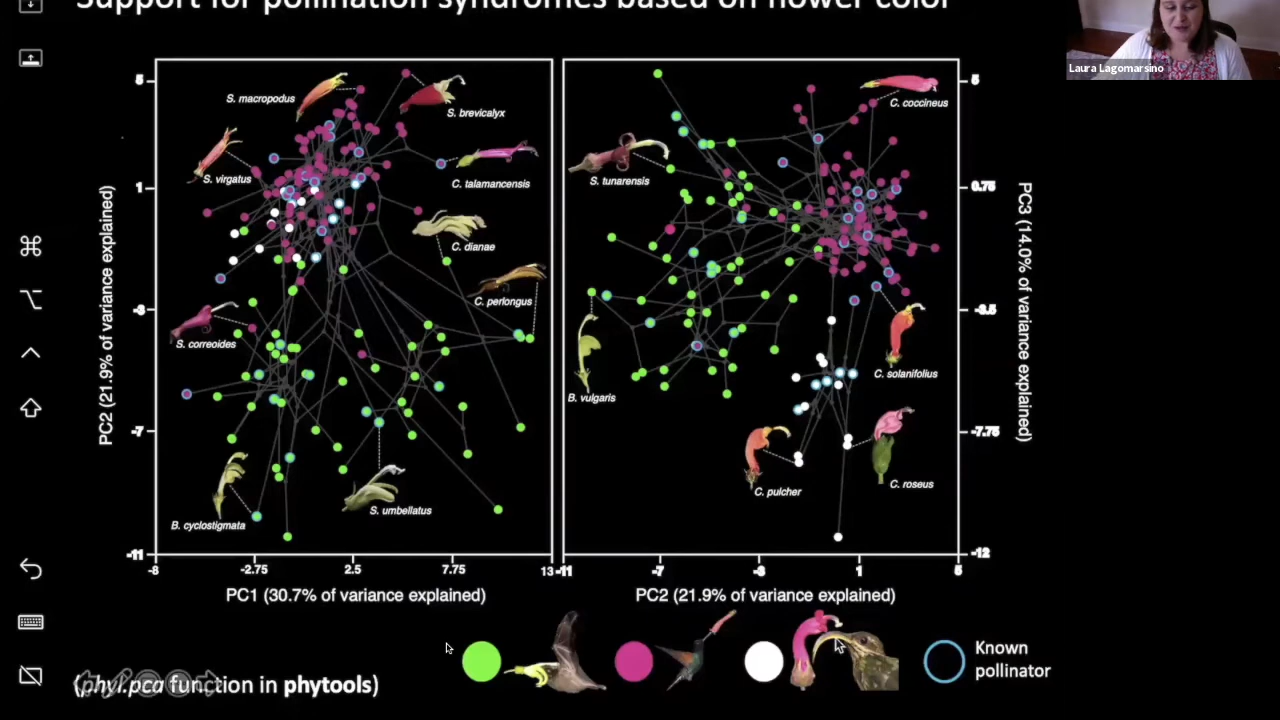 Support for pollination syndromes based on flower color
Laura Lagomarsino
S. macropodus
S. brevicalyx
S. virgatus
C. talamancensis
C. dianae
C. perlongus
S. correoides
B. cyclostigmata
S. umbellatus
5
1
-3
-7
-11
-8
-2.75
2.5
7.75
13
PC2 (21.9% of variance explained)
PC1 (30.7% of variance explained)
C. coccineus
S. tunarensis
B. vulgaris
C. solanifolius
C. pulcher
C. roseus
5
0.75
-3.5
-7.75
-12
-11
-7
-3
1
5
PC3 (14.0% of variance explained)
PC2 (21.9% of variance explained)
Known
pollinator
(phyl.pca function in phytools)